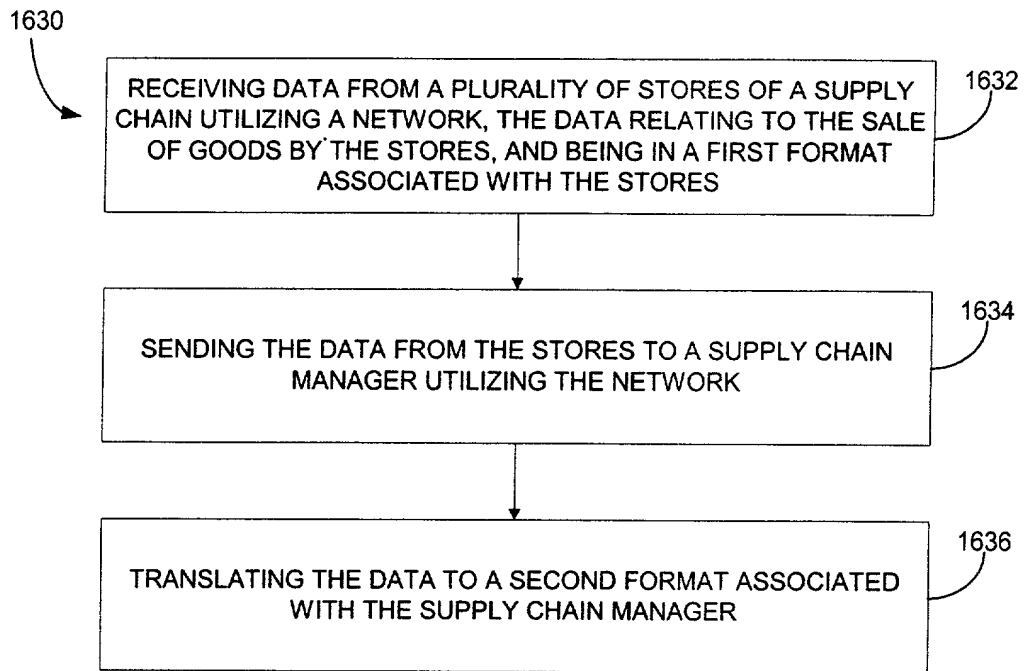 1630
1632
RECEIVING DATA FROM A PLURALITY OF STORES OF A SUPPLY
CHAIN UTILIZING A NETWORK, THE DATA RELATING TO THE SALE
OF GOODS BY THE STORES, AND BEING IN A FIRST FORMAT
ASSOCIATED WITH THE STORES
1634
SENDING THE DATA FROM THE STORES TO A SUPPLY CHAIN
MANAGER UTILIZING THE NETWORK
1636
TRANSLATING THE DATA TO A SECOND FORMAT ASSOCIATED
WITH THE SUPPLY CHAIN MANAGER